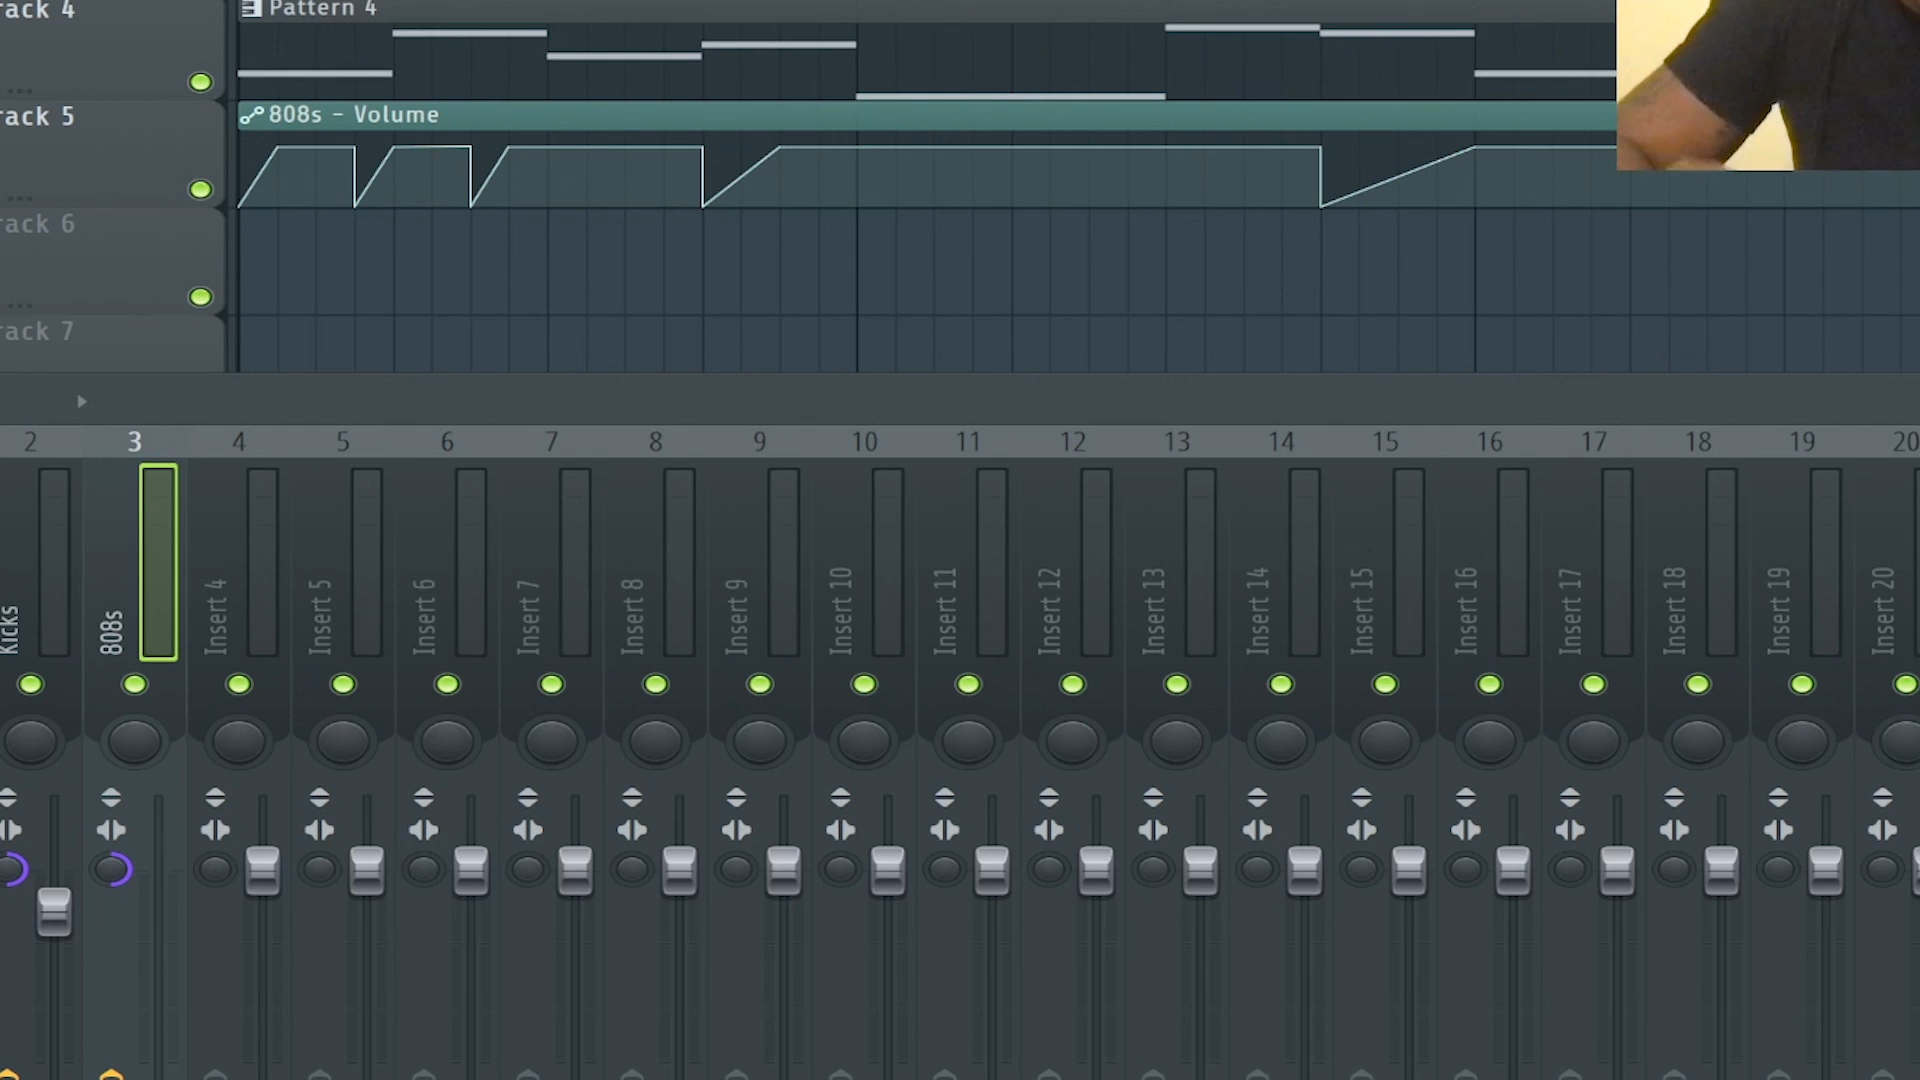 rack 4
Pattern 4
rack 5
808s - Volume
rack 6
rack 7
2 3 4 5 6 7 8 9 10 11 12 13 14 15 16 17 18 19 20
Kicks
808s
Insert 4
Insert 5
Insert 6
Insert 7
Insert 8
Insert 9
Insert 10
Insert 11
Insert 12
Insert 13
Insert 14
Insert 15
Insert 16
Insert 17
Insert 18
Insert 19
Insert 20